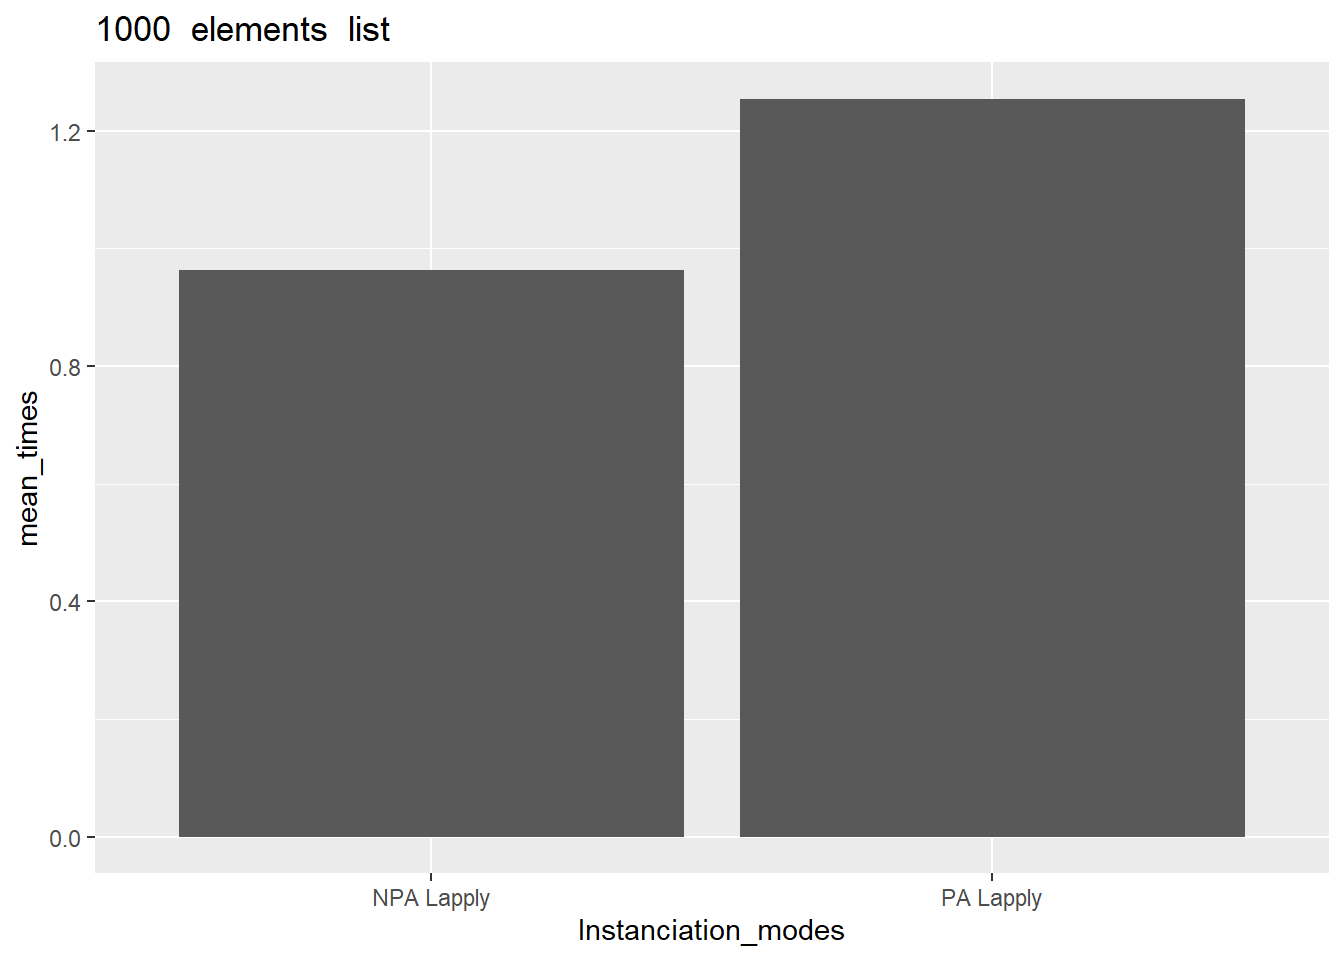 1000 elements list
1.2
0.8
0.4
0.0
mean_times
NPA Lapply
PA Lapply
Instanciation_modes